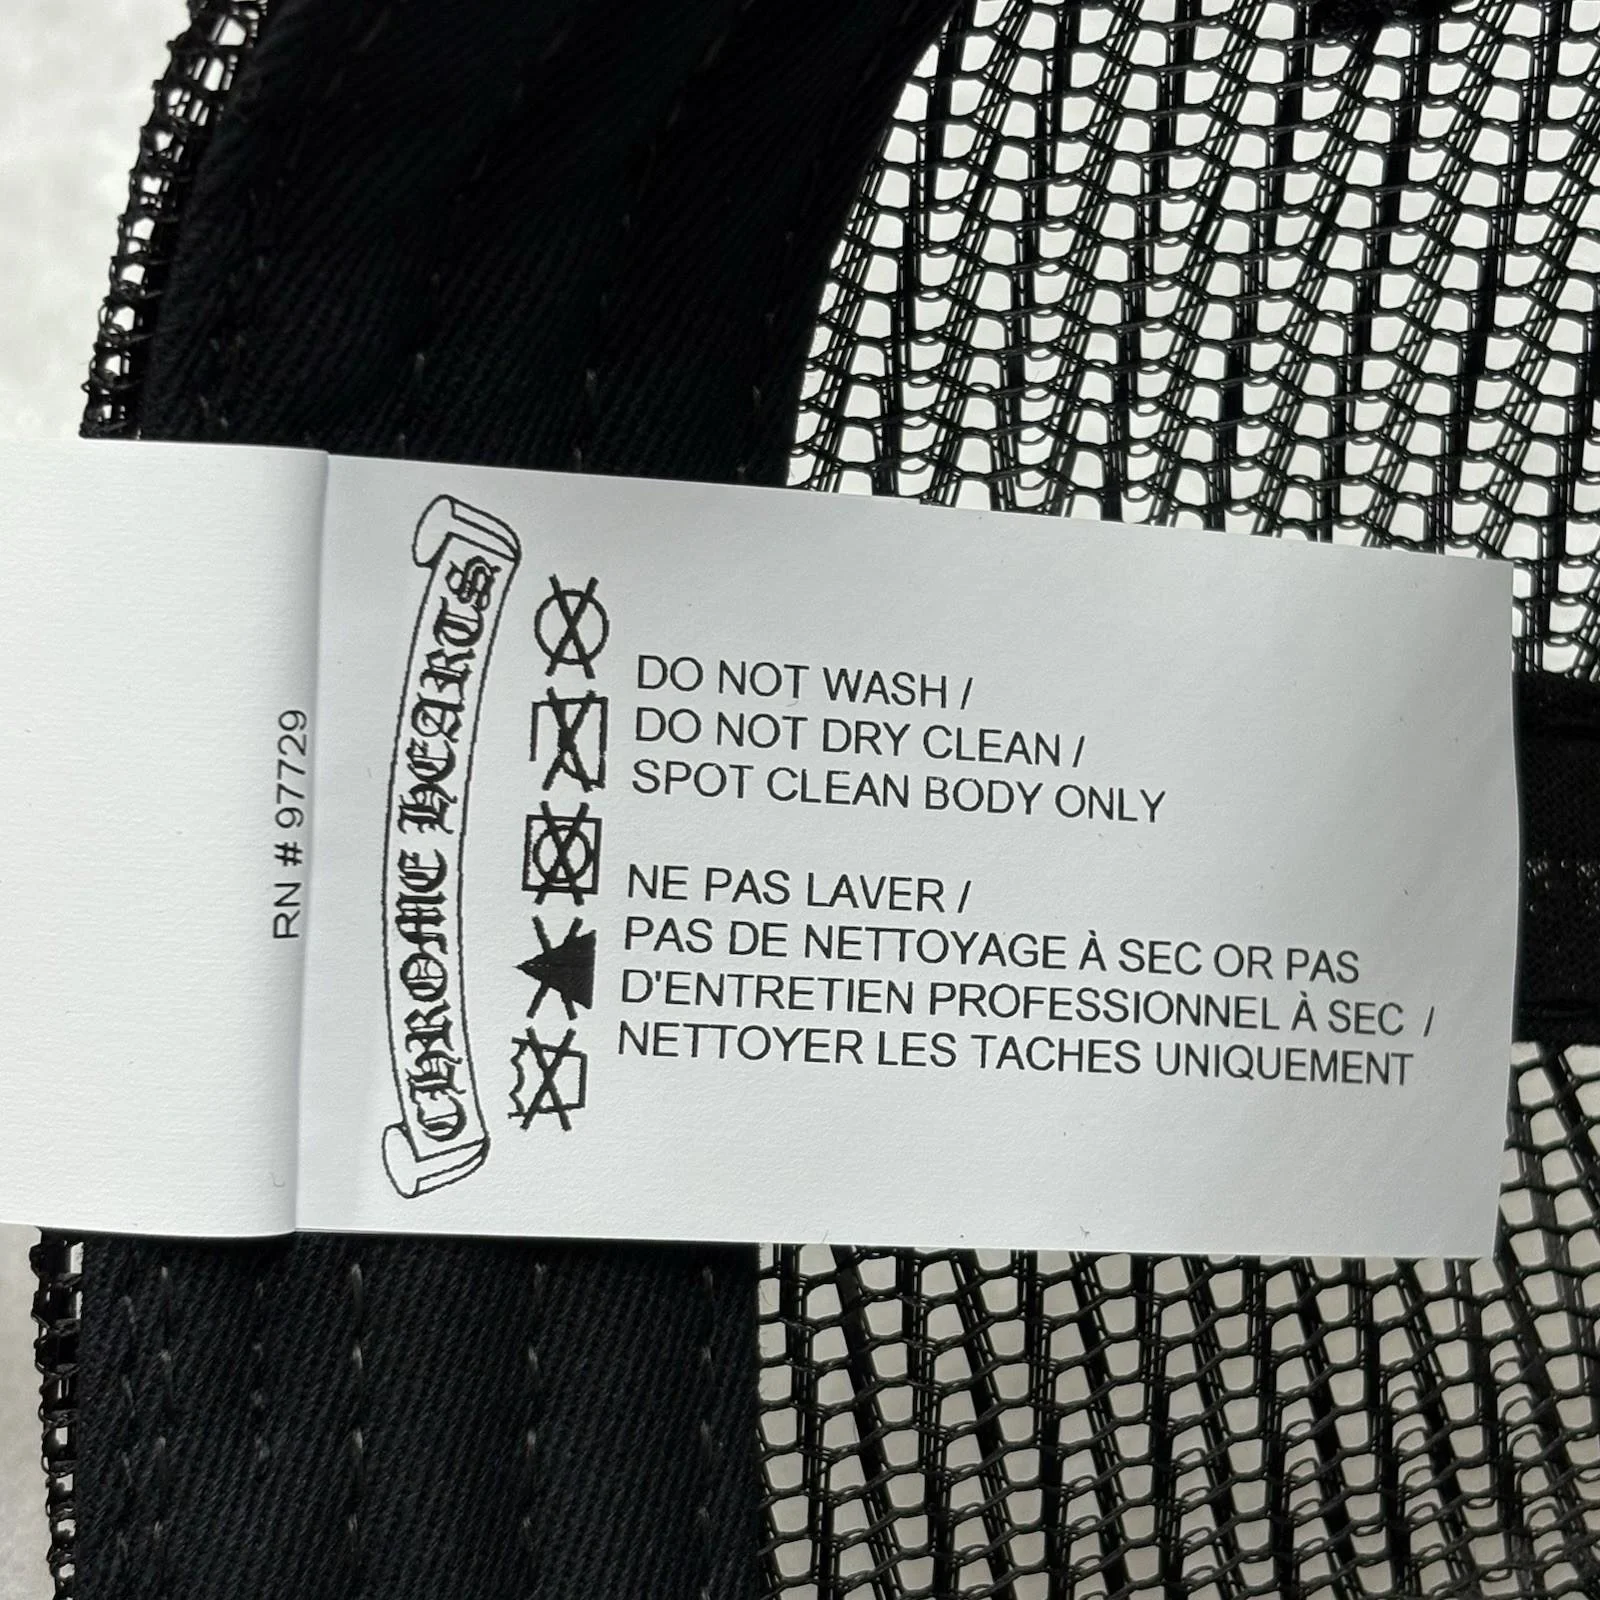 RN # 97729
CHROME HEARTS
DO NOT WASH /
DO NOT DRY CLEAN /
SPOT CLEAN BODY ONLY
NE PAS LAVER /
PAS DE NETTOYAGE À SEC OR PAS
D'ENTRETIEN PROFESSIONNEL À SEC /
NETTOYER LES TACHES UNIQUEMENT